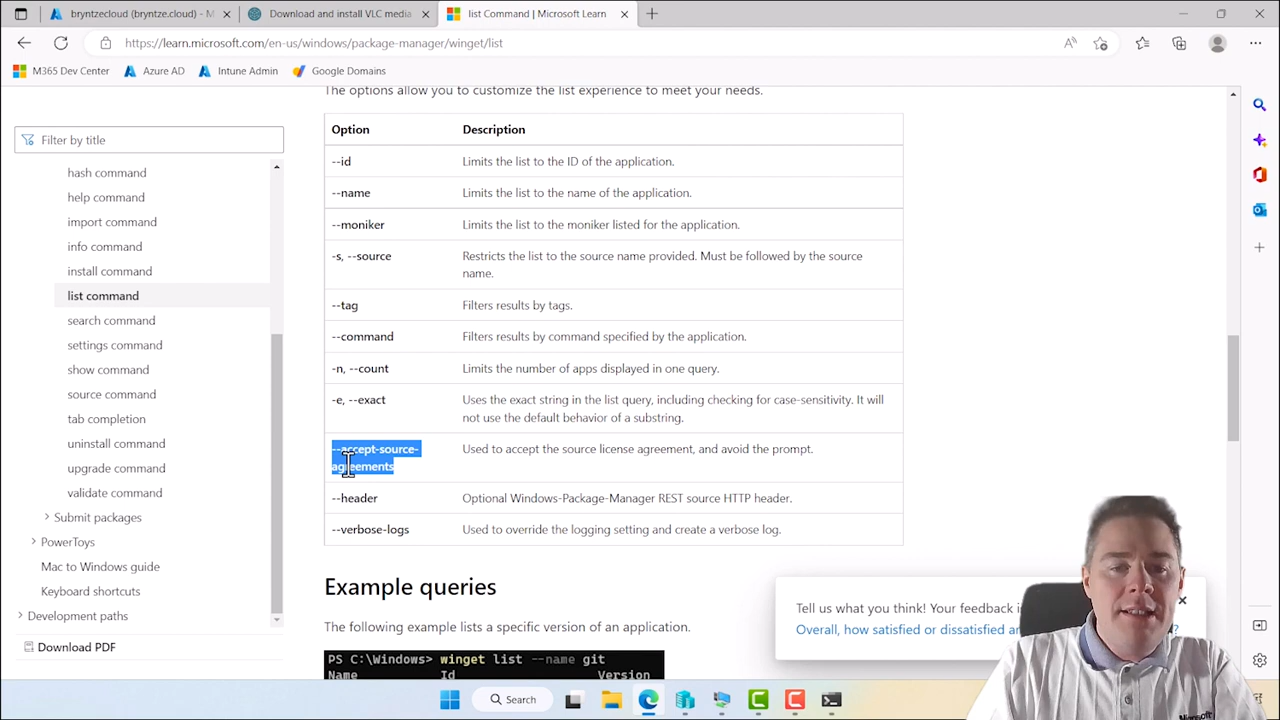 bryntzecloud (bryntze.cloud) - M
Download and install VLC media
list Command | Microsoft Learn
https://learn.microsoft.com/en-us/windows/package-manager/winget/list
M365 Dev Center
Azure AD
Intune Admin
Google Domains
The options allow you to customize the list experience to meet your needs.
Filter by title
hash command
help command
import command
info command
install command
list command
search command
settings command
show command
source command
tab completion
uninstall command
upgrade command
validate command
Submit packages
PowerToys
Mac to Windows guide
Keyboard shortcuts
Development paths
Download PDF
Option Description
--id Limits the list to the ID of the application.
--name Limits the list to the name of the application.
--moniker Limits the list to the moniker listed for the application.
-s, --source Restricts the list to the source name provided. Must be followed by the source
name.
--tag Filters results by tags.
--command Filters results by command specified by the application.
-n, --count Limits the number of apps displayed in one query.
-e, --exact Uses the exact string in the list query, including checking for case-sensitivity. It will
not use the default behavior of a substring.
--accept-source- Used to accept the source license agreement, and avoid the prompt.
agreements
--header Optional Windows-Package-Manager REST source HTTP header.
--verbose-logs Used to override the logging setting and create a verbose log.
Example queries
The following example lists a specific version of an application.
PS C:\Windows> winget list --name git
Name Id Version
Tell us what you think! Your feedback
Overall, how satisfied or dissatisfied
Search
Microsoft